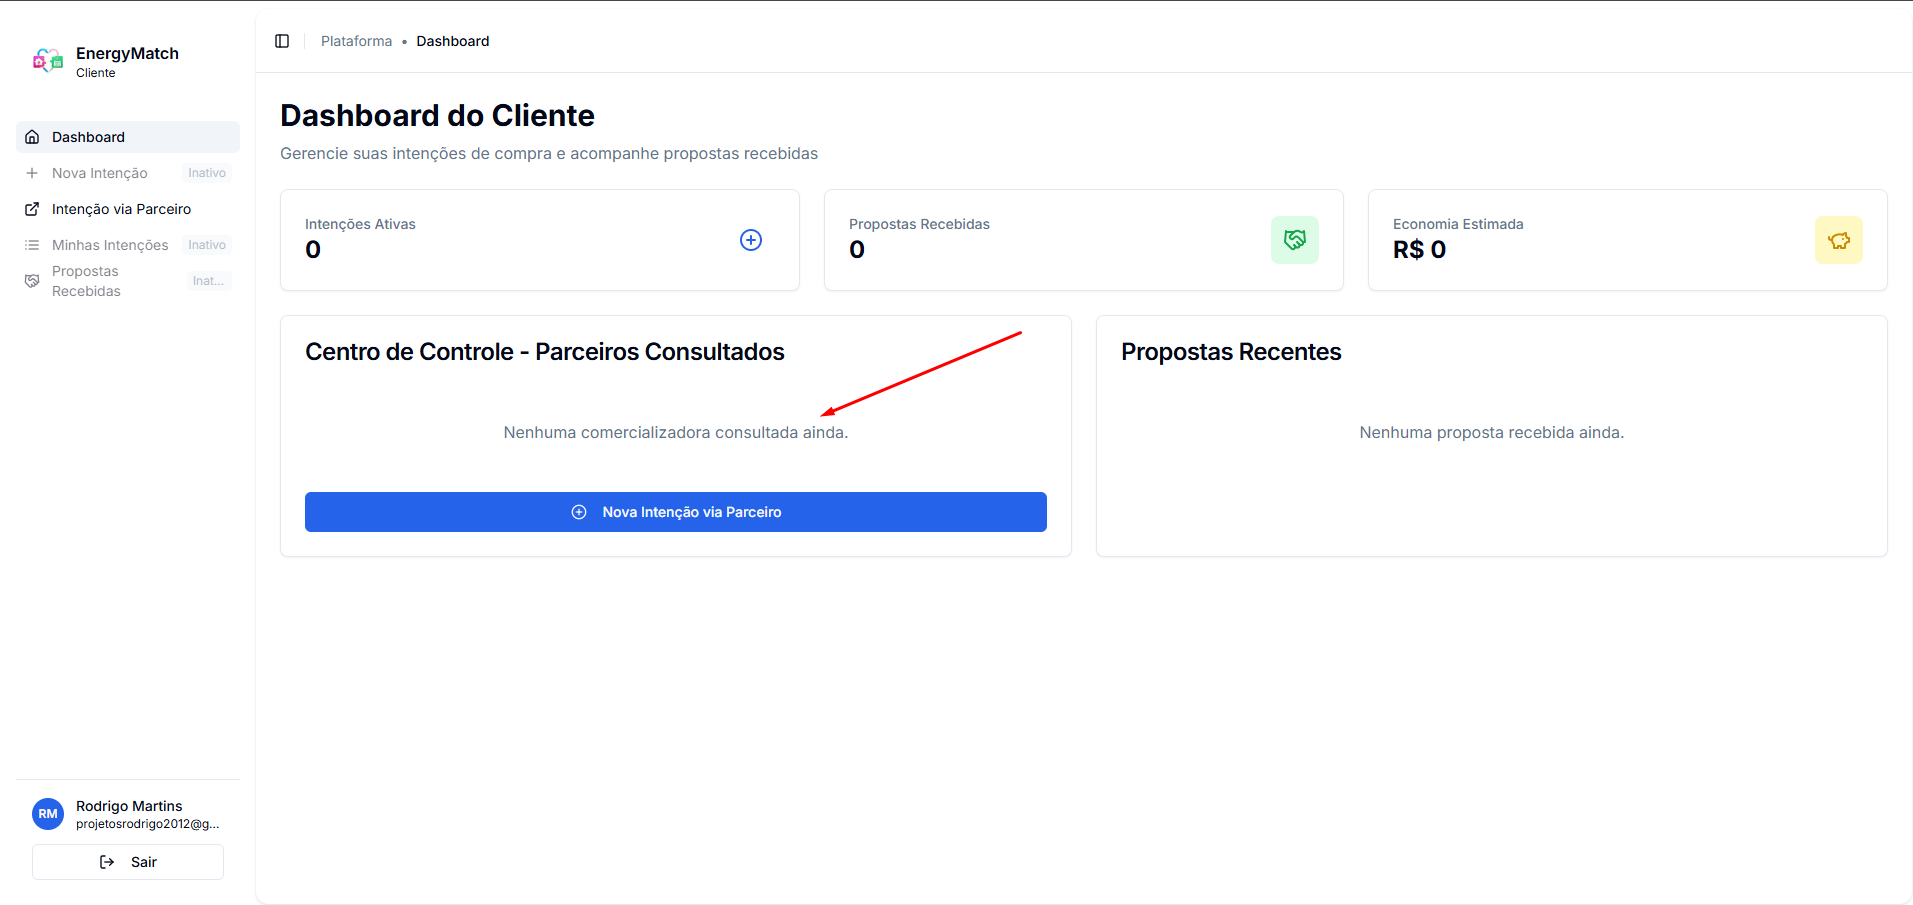 EnergyMatch
Cliente
Dashboard
Nova Intenção Inativo
Intenção via Parceiro
Minhas Intenções Inativo
Propostas
Recebidas Inat...
Rodrigo Martins
RM
projetosrodrigo2012@g...
Sair
Plataforma • Dashboard
Dashboard do Cliente
Gerencie suas intenções de compra e acompanhe propostas recebidas
Intenções Ativas
0
Propostas Recebidas
0
Economia Estimada
R$ 0
Centro de Controle - Parceiros Consultados
Nenhuma comercializadora consultada ainda.
Nova Intenção via Parceiro
Propostas Recentes
Nenhuma proposta recebida ainda.